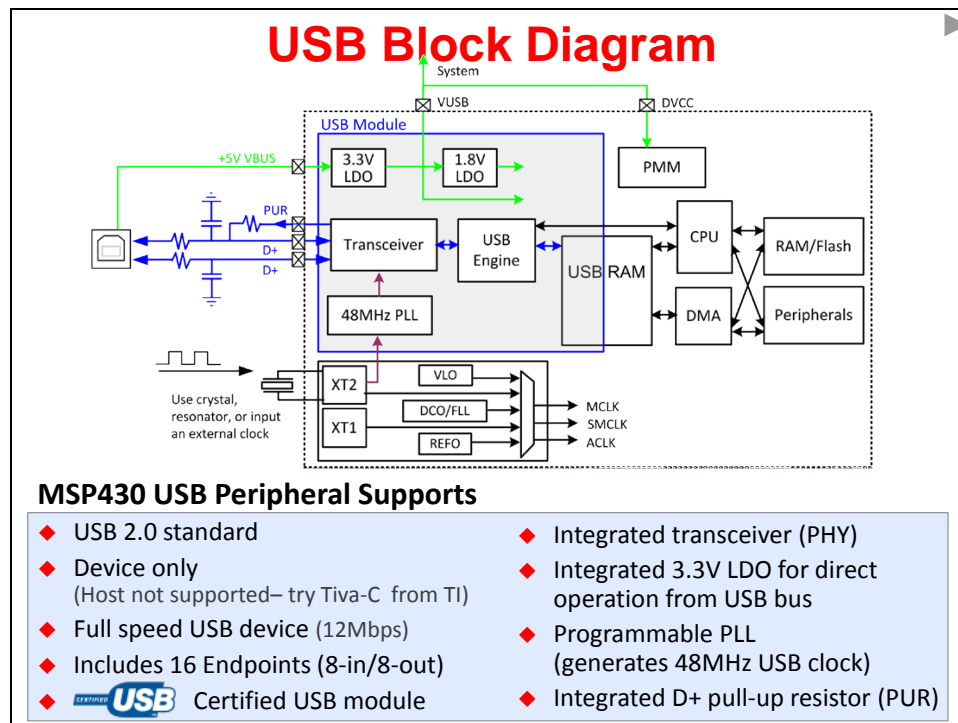 USB Block Diagram
System
VUSB
DVCC
USB Module
+5V VBUS
3.3V
LDO
1.8V
LDO
PMM
PUR
D+
D+
Transceiver
USB
Engine
USB RAM
CPU
RAM/Flash
48MHz PLL
DMA
Peripherals
Use crystal,
resonator, or input
an external clock
XT2
XT1
VLO
DCO/FLL
REFO
MCLK
SMCLK
ACLK
MSP430 USB Peripheral Supports
USB 2.0 standard
Device only
(Host not supported– try Tiva-C from TI)
Full speed USB device (12Mbps)
Includes 16 Endpoints (8-in/8-out)
CERTIFIED USB Certified USB module
Integrated transceiver (PHY)
Integrated 3.3V LDO for direct
operation from USB bus
Programmable PLL
(generates 48MHz USB clock)
Integrated D+ pull-up resistor (PUR)